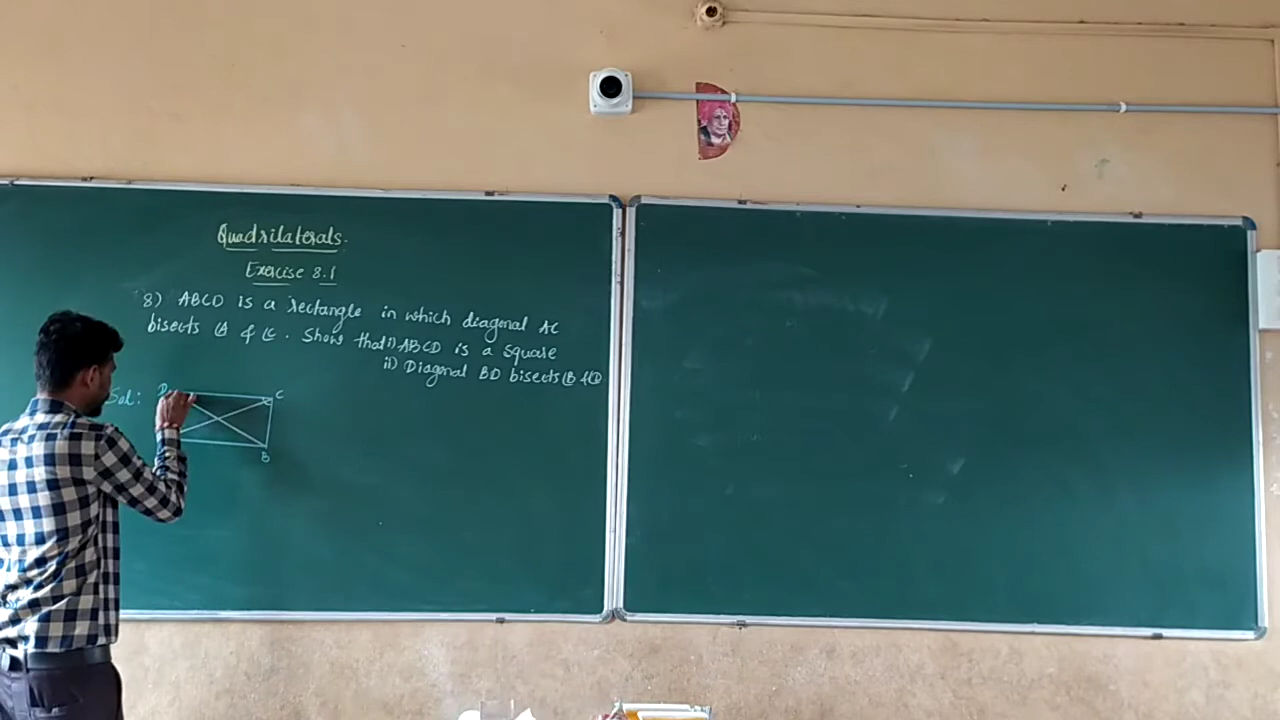 Quadrilaterals.
Exercise 8.1
8) ABCD is a rectangle in which diagonal AC
bisects ∠A & ∠C. Show that i) ABCD is a square
ii) Diagonal BD bisects ∠B & ∠D
Sol:
D
C
B